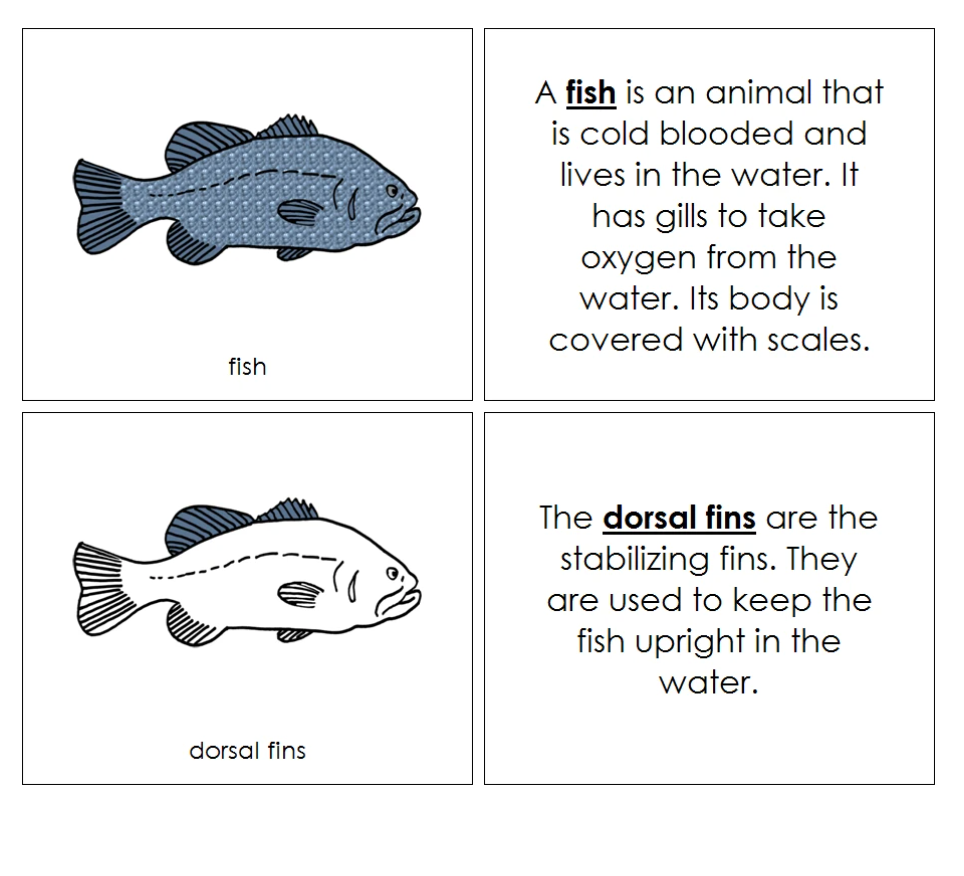 fish
A fish is an animal that
is cold blooded and
lives in the water. It
has gills to take
oxygen from the
water. Its body is
covered with scales.
dorsal fins
The dorsal fins are the
stabilizing fins. They
are used to keep the
fish upright in the
water.